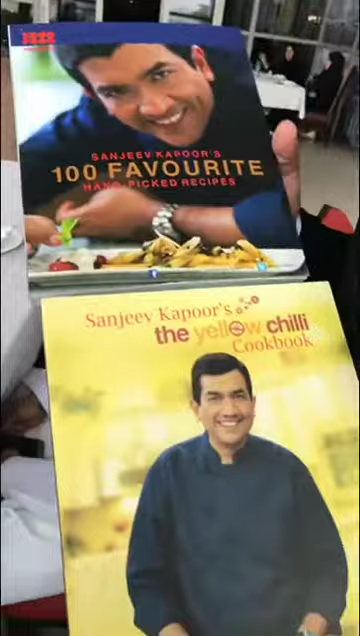 SANJEEV KAPOOR'S
100 FAVOURITE
HAND-PICKED RECIPES
Sanjeev Kapoor's
the yellow chilli
Cookbook